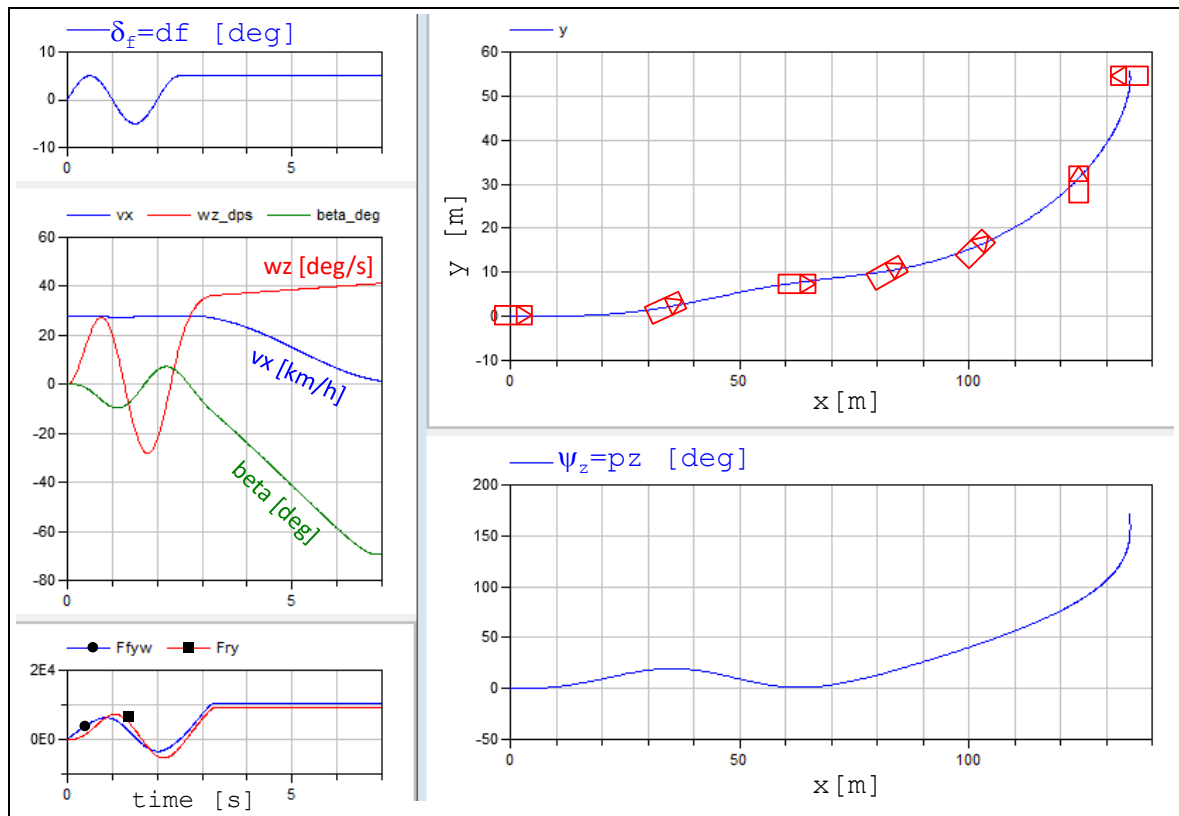 δf=df [deg]
10
0
-10
0
5
vx
wz_dps
beta_deg
60
40
20
0
-20
-40
-60
-80
wz [deg/s]
vx [km/h]
beta [deg]
0
5
Ffyw
Fry
2E4
0E0
0
5
time [s]
y
60
50
40
30
20
10
0
-10
y [m]
0
50
100
x[m]
ψz=pz [deg]
200
150
100
50
0
-50
0
50
100
x[m]